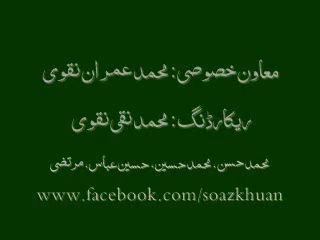 معاون خصوصی: محمد عمران نقوی
ریکارڈنگ: محمد نقی نقوی
محمد حسن، محمد حسین، حسین عباس، مرتضی
www.facebook.com/soazkhuan